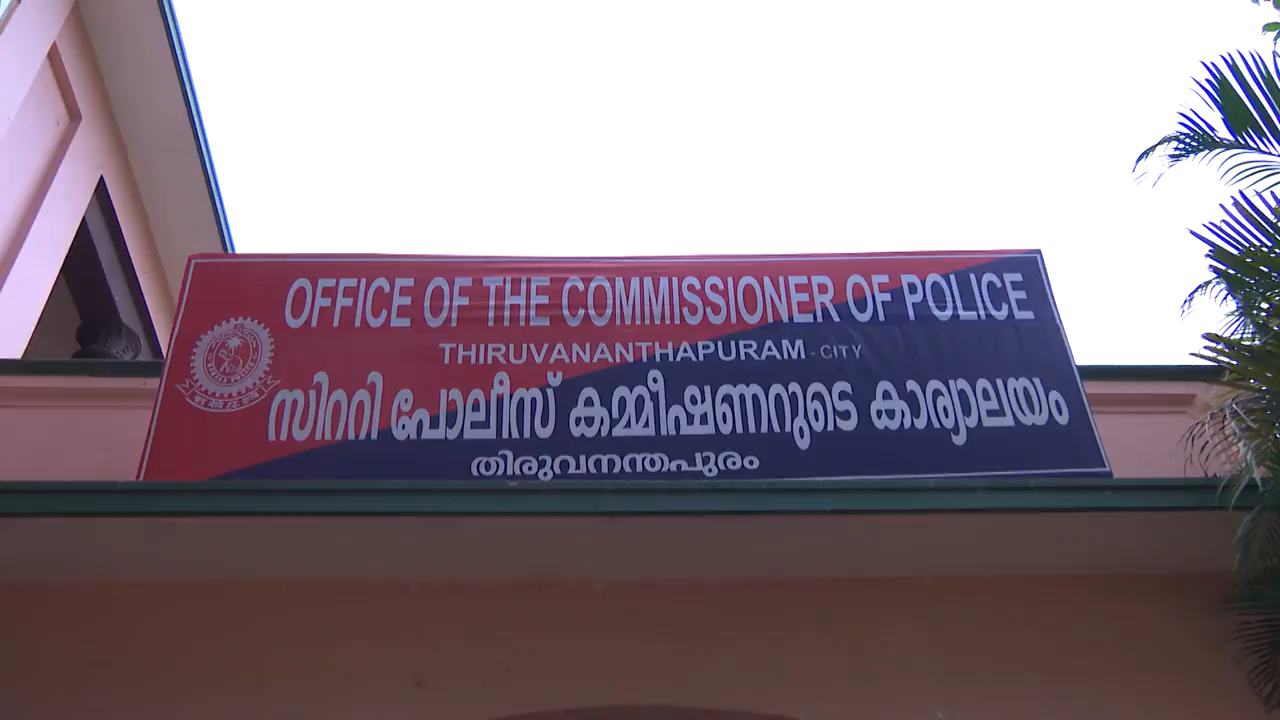 OFFICE OF THE COMMISSIONER OF POLICE
THIRUVANANTHAPURAM - CITY
സിററി പോലീസ് കമ്മീഷണറുടെ കാര്യാലയം
തിരുവനന്തപുരം